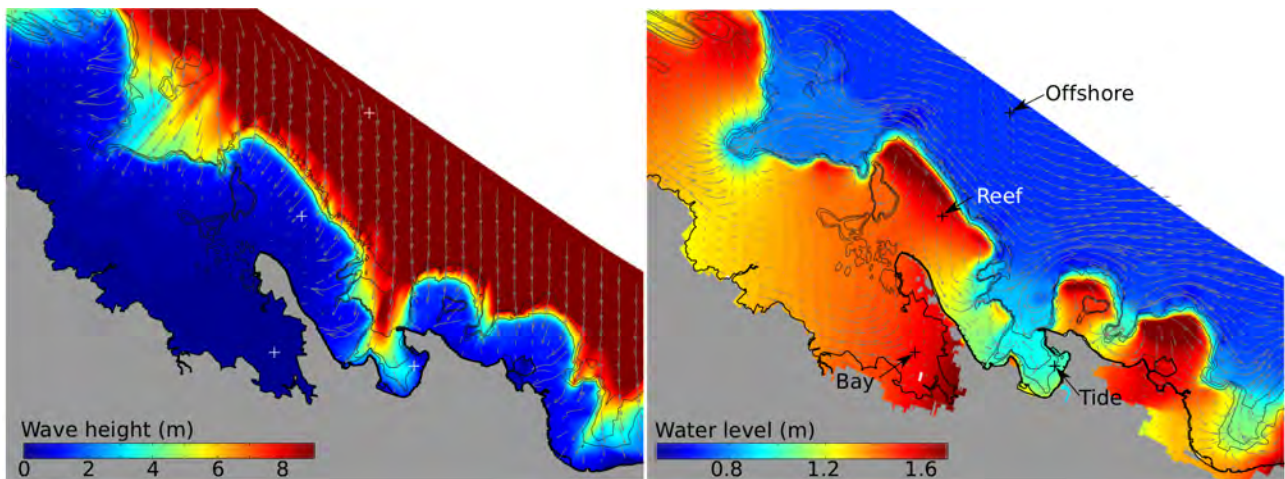 Wave height (m)
0 2 4 6 8
Offshore
Reef
Bay
Tide
Water level (m)
0.8 1.2 1.6